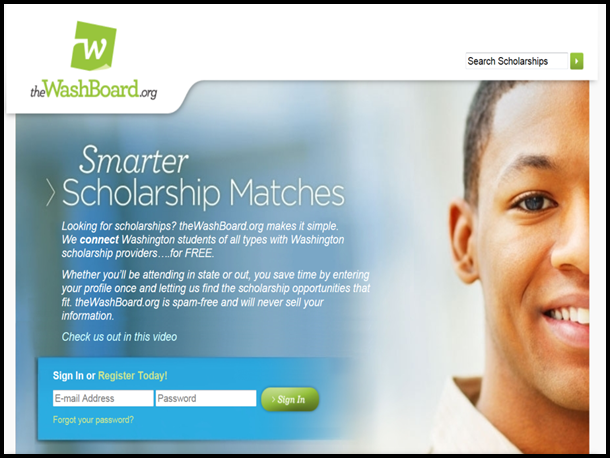 W
theWashBoard.org
Search Scholarships
Smarter
Scholarship Matches
Looking for scholarships? theWashBoard.org makes it simple.
We connect Washington students of all types with Washington
scholarship providers....for FREE.
Whether you'll be attending in state or out, you save time by entering
your profile once and letting us find the scholarship opportunities that
fit. theWashBoard.org is spam-free and will never sell your
information.
Check us out in this video
Sign In or Register Today!
E-mail Address Password › Sign In
Forgot your password?